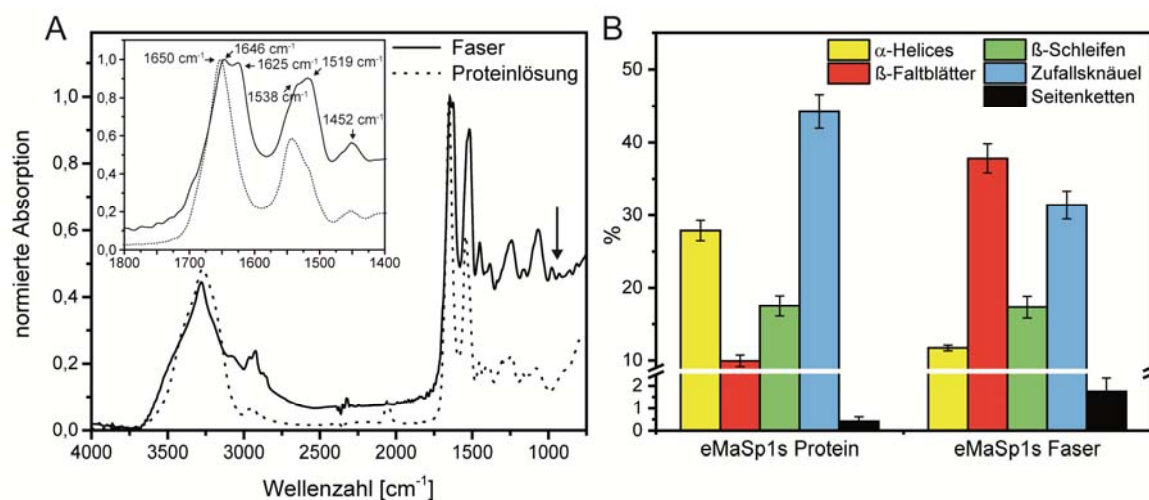 A
1650 cm⁻¹
1646 cm⁻¹
1625 cm⁻¹
1519 cm⁻¹
1538 cm⁻¹
1452 cm⁻¹
1,0
0,8
0,6
0,4
0,2
0,0
1800 1700 1600 1500 1400
Faser
Proteinlösung
normierte Absorption
1,0
0,8
0,6
0,4
0,2
0,0
4000 3500 3000 2500 2000 1500 1000
Wellenzahl [cm⁻¹]
B
α-Helices
ß-Faltblätter
ß-Schleifen
Zufallsknäuel
Seitenketten
%
50
40
30
20
10
2
1
0
eMaSp1s Protein eMaSp1s Faser